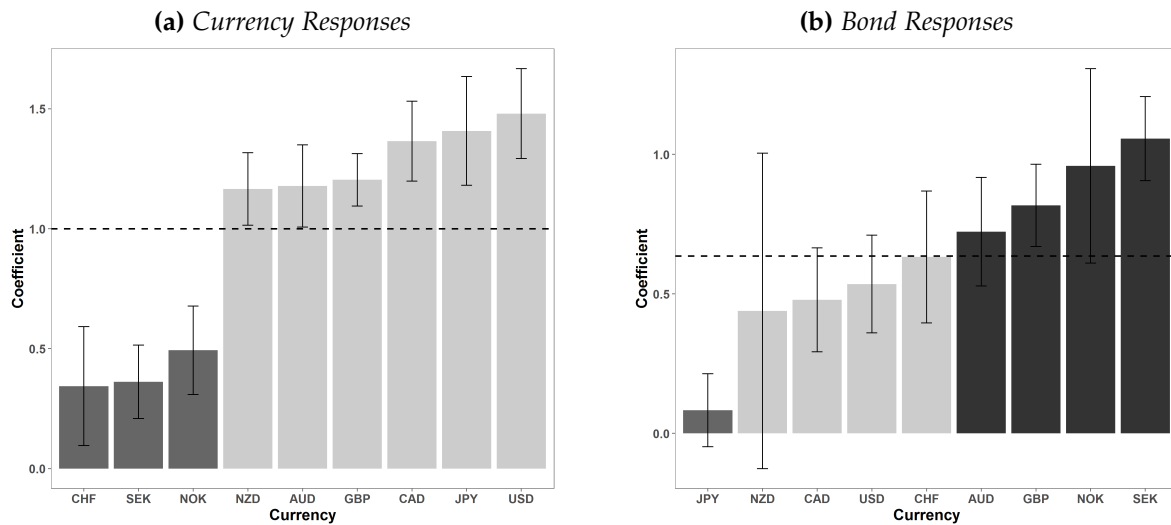 (a) Currency Responses
1.5
1.0
0.5
0.0
Coefficient
CHF SEK NOK NZD AUD GBP CAD JPY USD
Currency
(b) Bond Responses
1.0
0.5
0.0
Coefficient
JPY NZD CAD USD CHF AUD GBP NOK SEK
Currency